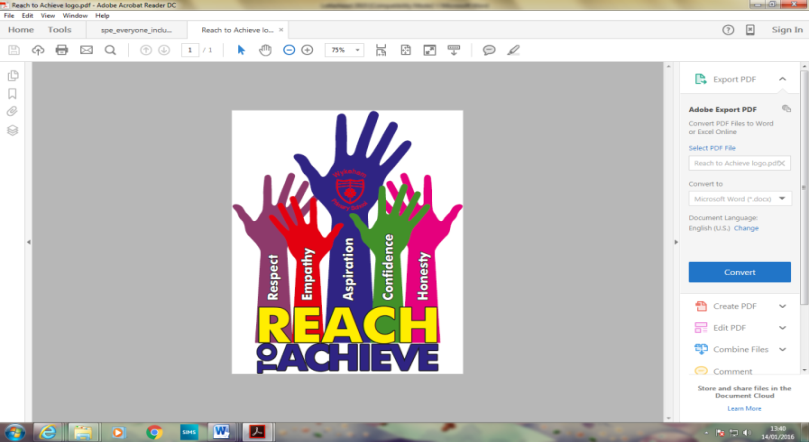 Reach to Achieve logo.pdf - Adobe Acrobat Reader DC
File Edit View Window Help
Home Tools spe_everyone_inclu... Reach to Achieve lo... × Sign In
1 / 1 75%
Export PDF
Adobe Export PDF
Convert PDF Files to Word
or Excel Online
Select PDF File
Reach to Achieve logo.pdf
Convert to
Microsoft Word (*.docx)
Document Language:
English (U.S.) Change
Convert
Create PDF
Edit PDF
Combine Files
Comment
Store and share files in the
Document Cloud
Learn More
Respect
Empathy
Aspiration
Confidence
Honesty
REACH
TO ACHIEVE
SIMS
W
13:40
14/01/2016